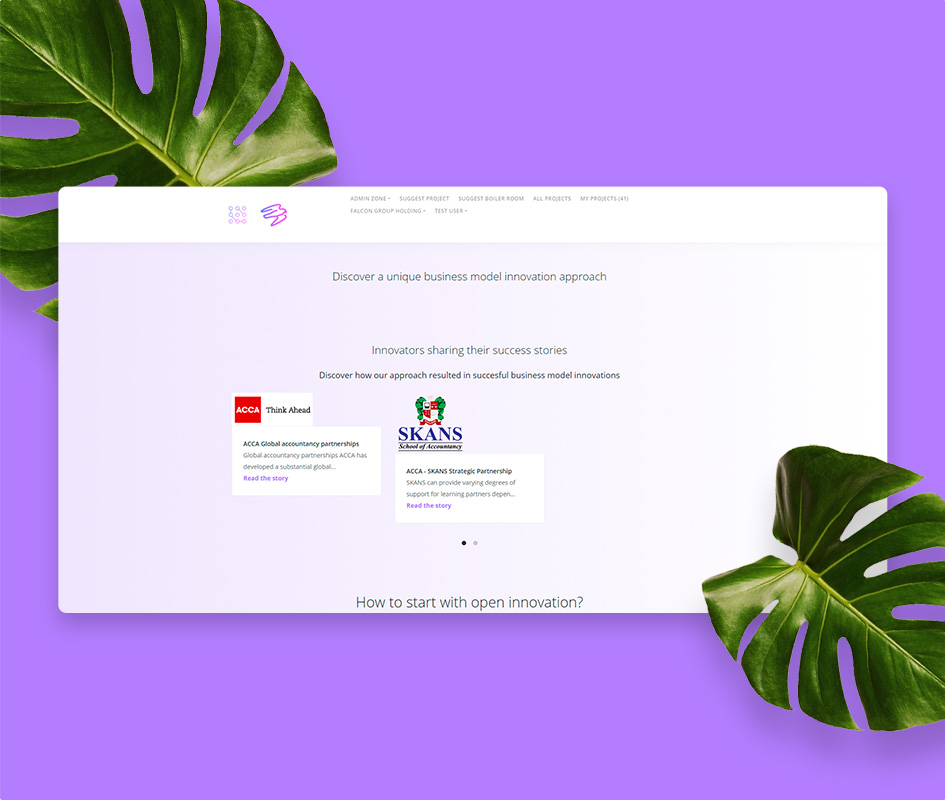 ADMIN ZONE SUGGEST PROJECT SUGGEST BOILER ROOM ALL PROJECTS MY PROJECTS (41)
FALCON GROUP HOLDING TEST USER
Discover a unique business model innovation approach
Innovators sharing their success stories
Discover how our approach resulted in succesful business model innovations
ACCA Think Ahead
ACCA Global accountancy partnerships
Global accountancy partnerships ACCA has
developed a substantial global...
Read the story
SKANS
School of Accountancy
ACCA - SKANS Strategic Partnership
SKANS can provide varying degrees of
support for learning partners depen...
Read the story
How to start with open innovation?